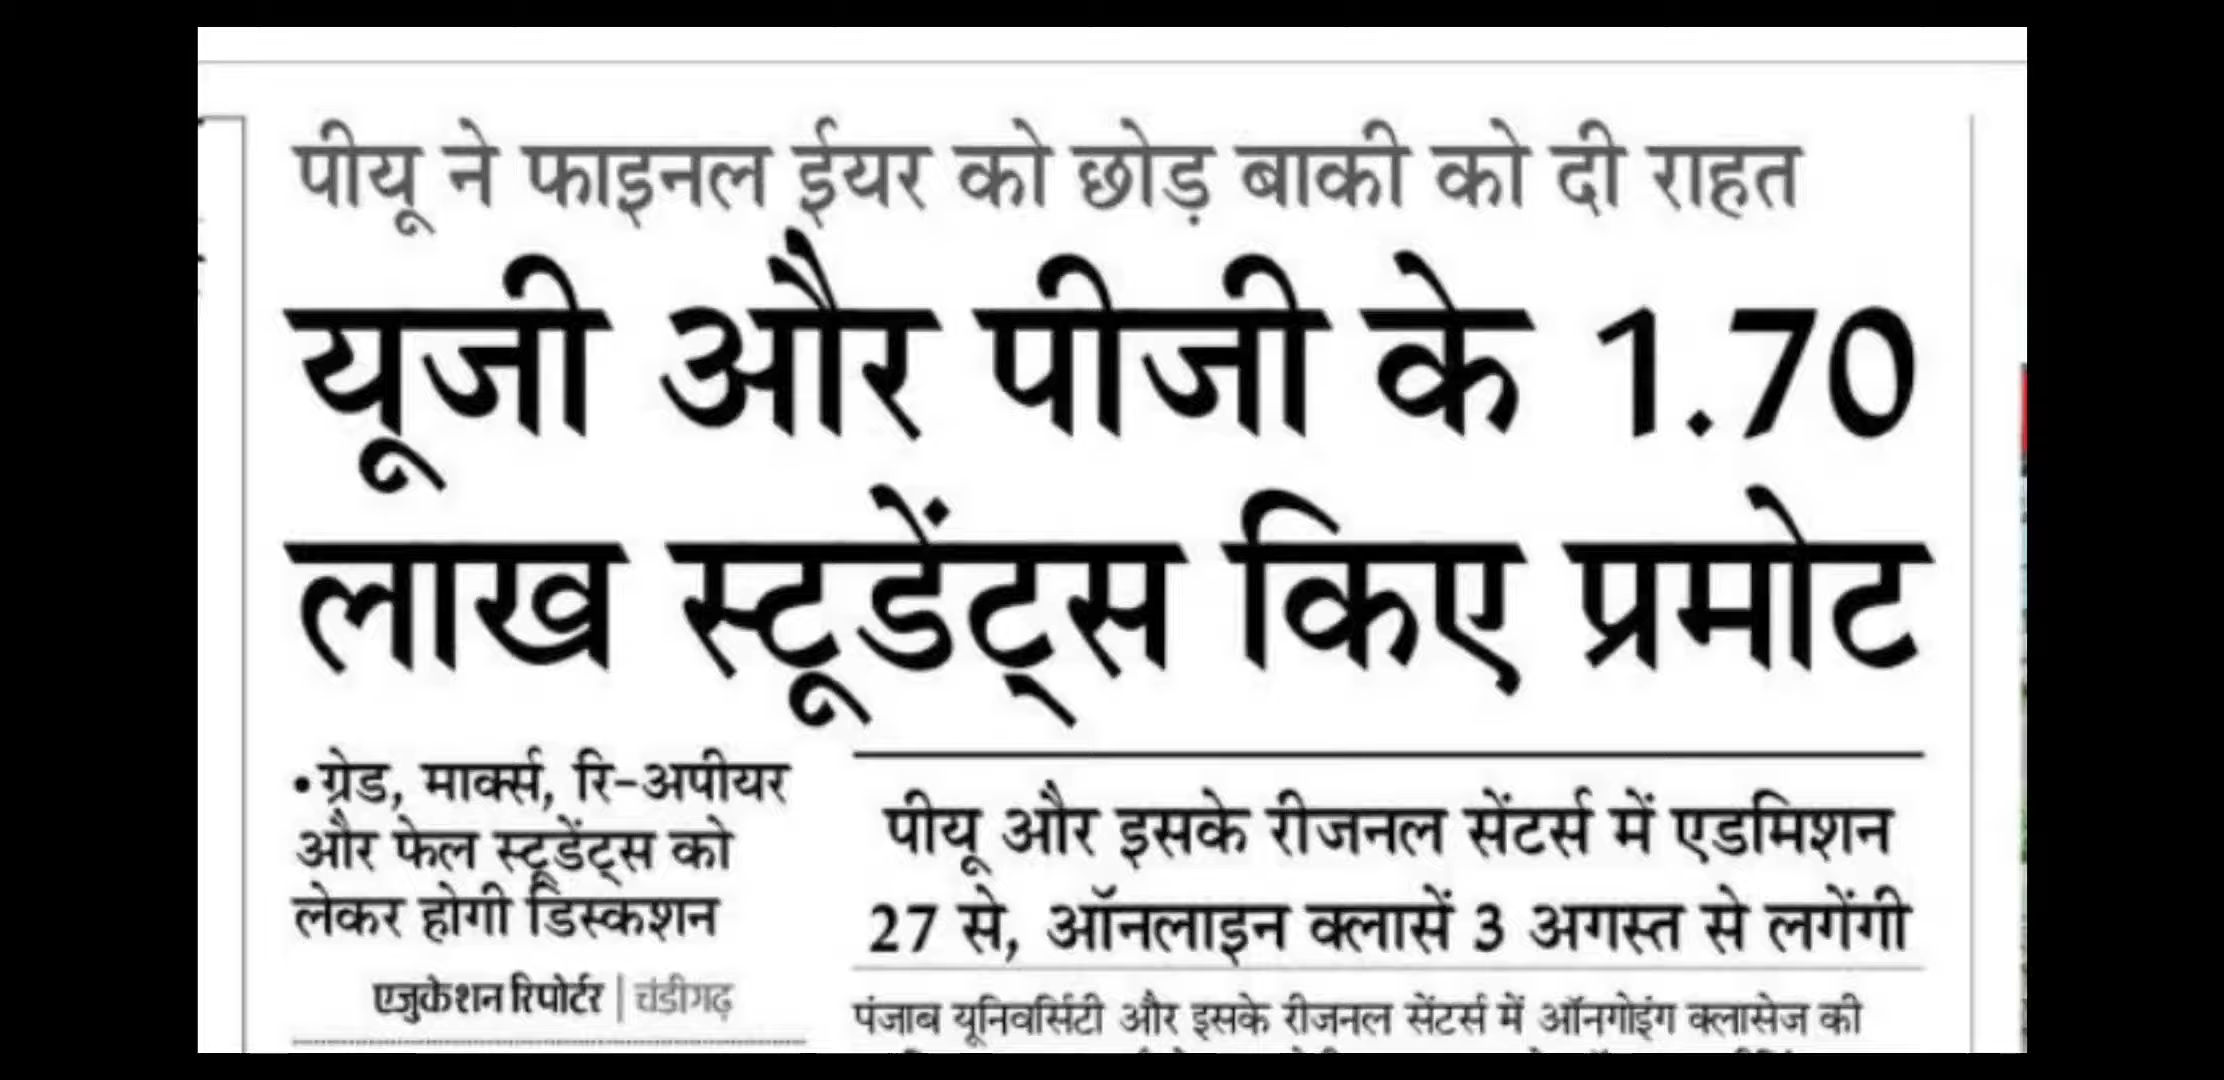 पीयू ने फाइनल ईयर को छोड़ बाकी को दी राहत
यूजी और पीजी के 1.70
लाख स्टूडेंट्स किए प्रमोट
•ग्रेड, मार्क्स, रि-अपीयर
और फेल स्टूडेंट्स को
लेकर होगी डिस्कशन
एजुकेशन रिपोर्टर | चंडीगढ़
पीयू और इसके रीजनल सेंटर्स में एडमिशन
27 से, ऑनलाइन क्लासें 3 अगस्त से लगेंगी
पंजाब यूनिवर्सिटी और इसके रीजनल सेंटर्स में ऑनगोइंग क्लासेज की